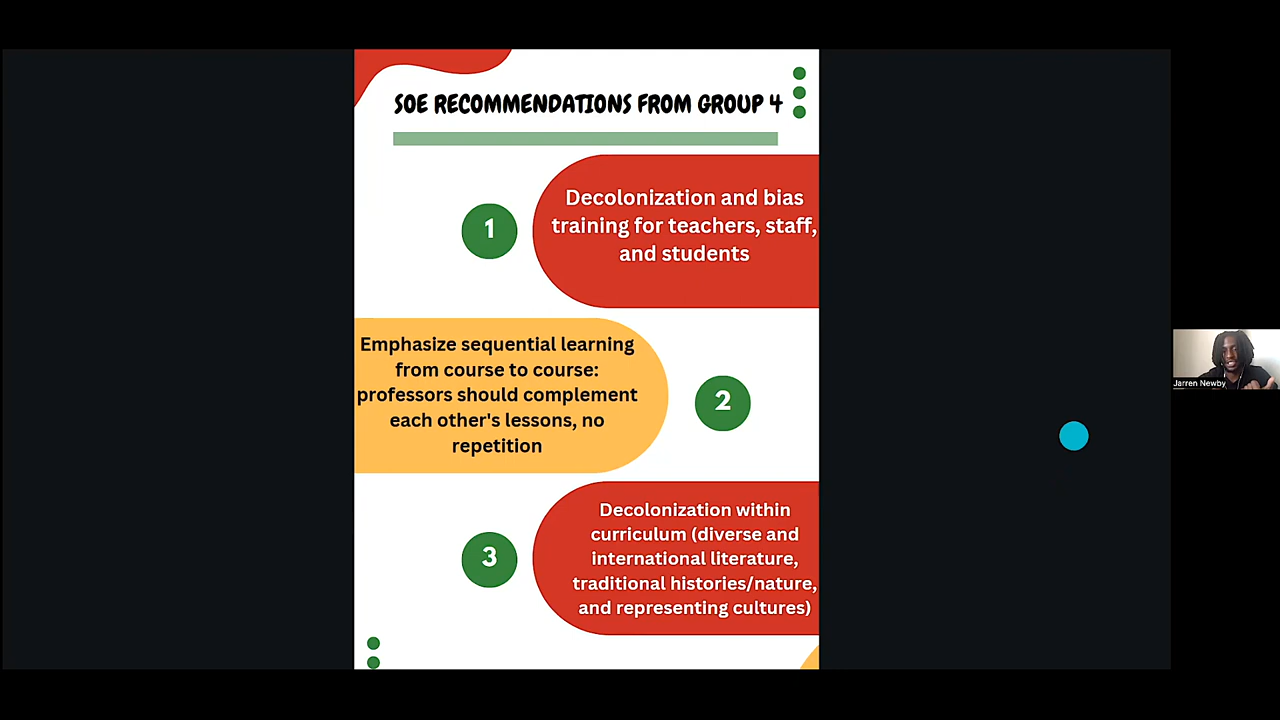 SOE RECOMMENDATIONS FROM GROUP 4
1
Decolonization and bias
training for teachers, staff,
and students
Emphasize sequential learning
from course to course:
professors should complement
each other's lessons, no
repetition
2
3
Decolonization within
curriculum (diverse and
international literature,
traditional histories/nature,
and representing cultures)
Jarren Newby